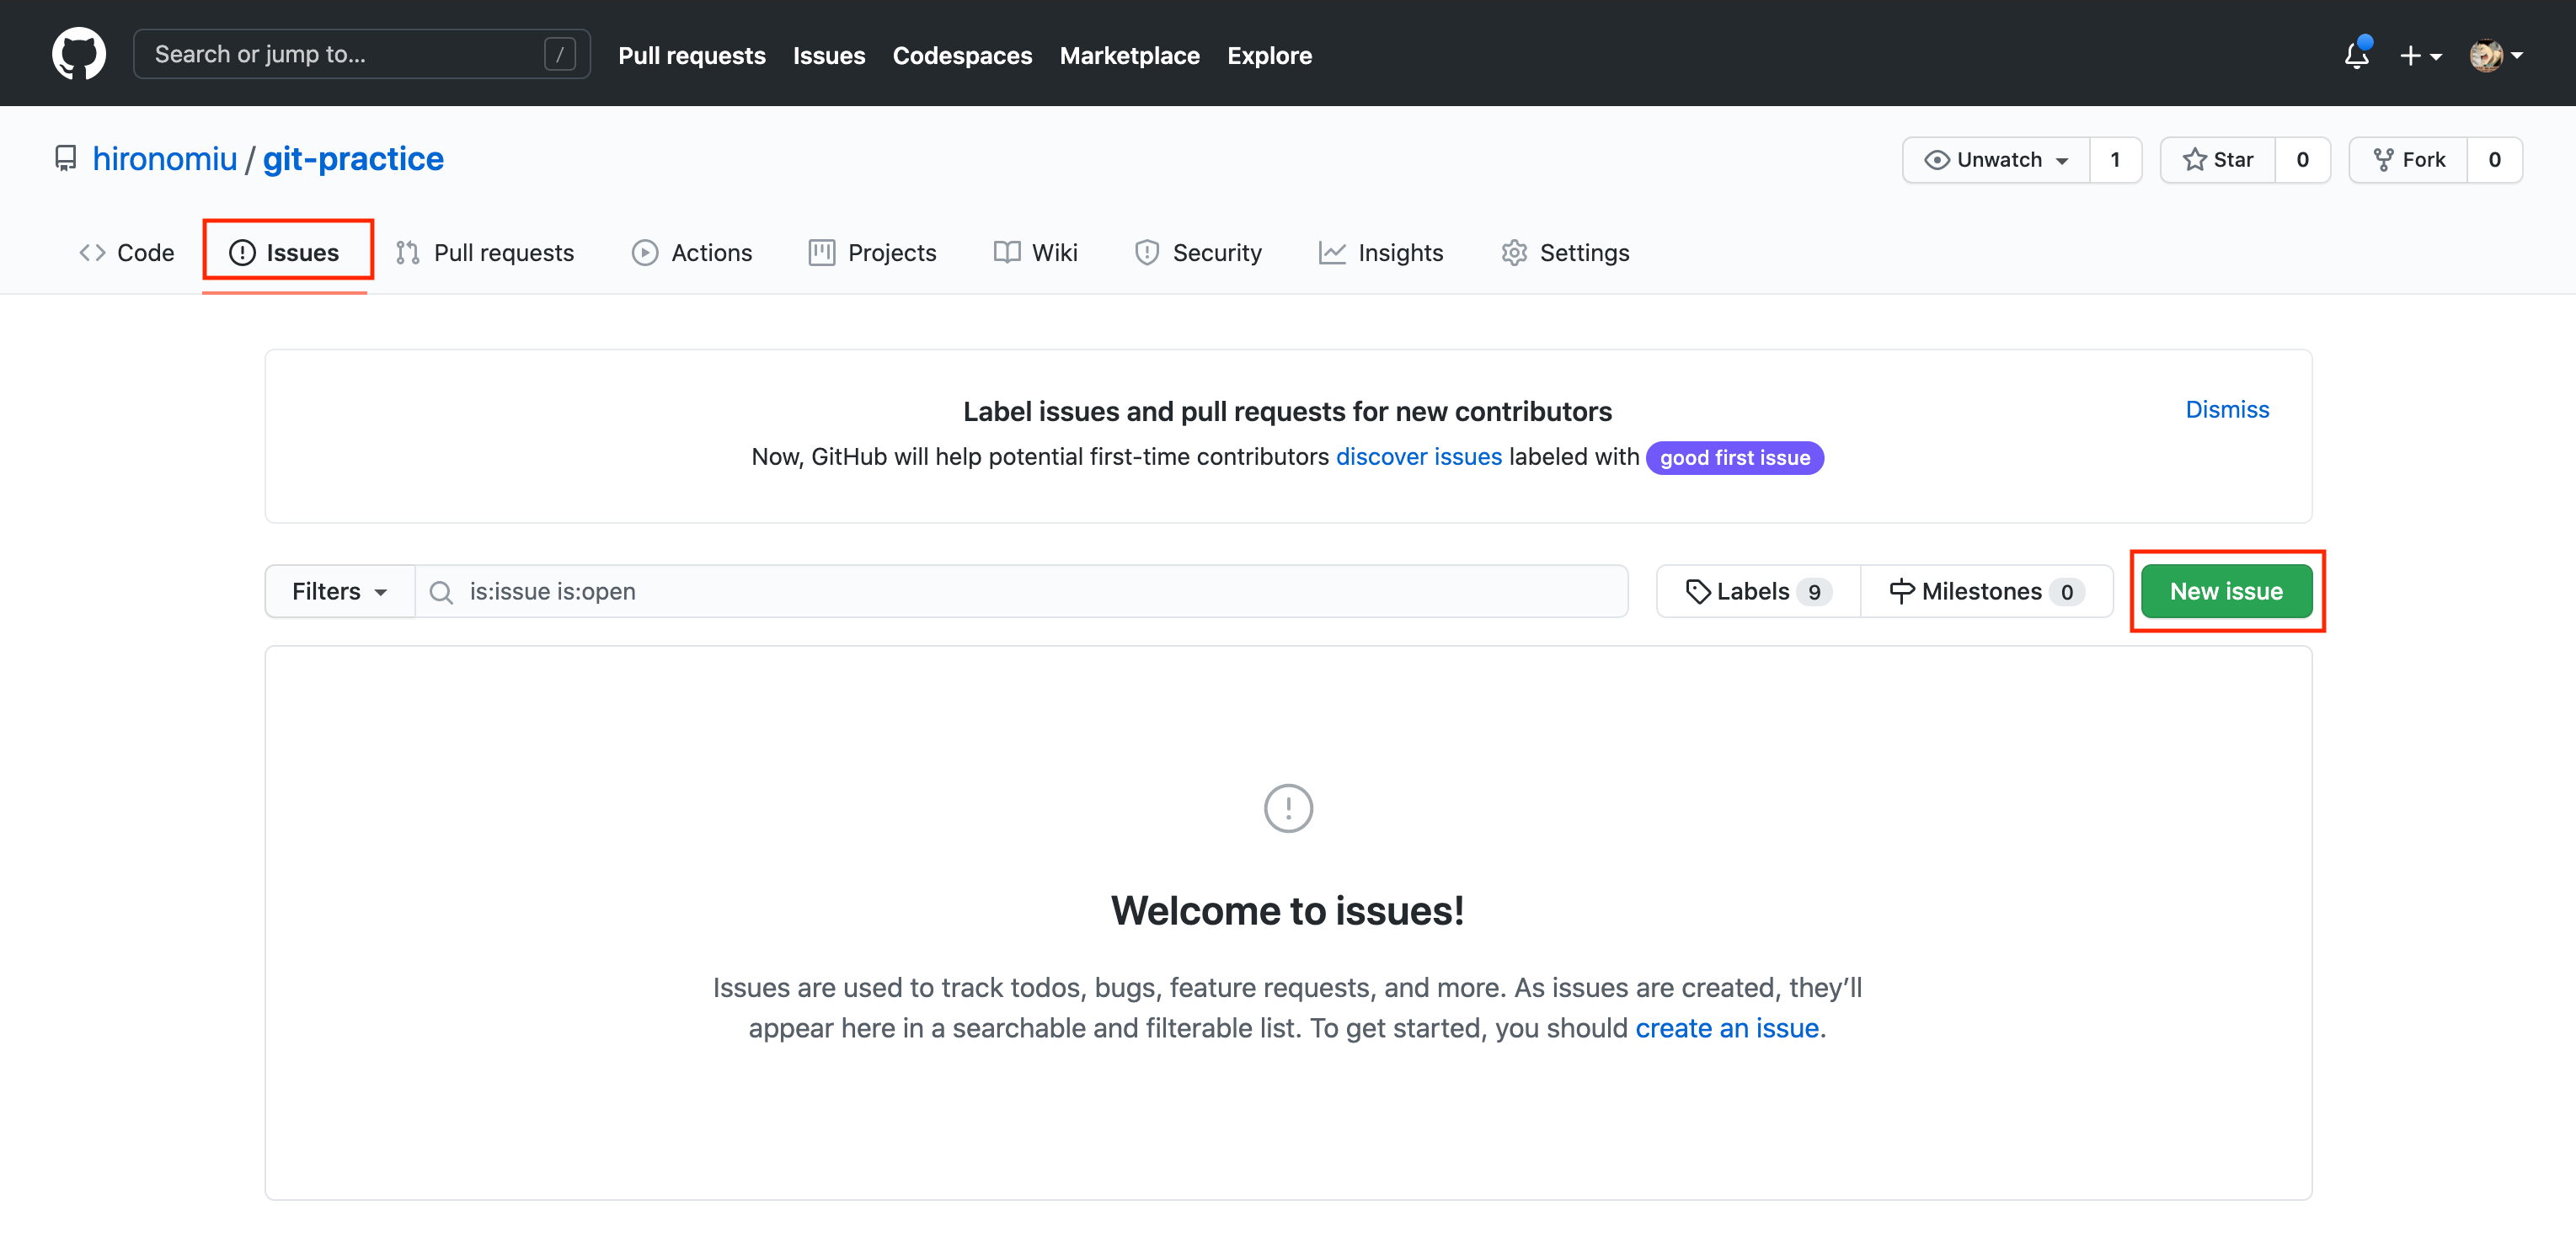 Search or jump to... / Pull requests Issues Codespaces Marketplace Explore
hironomiu / git-practice Unwatch 1 Star 0 Fork 0
Code Issues Pull requests Actions Projects Wiki Security Insights Settings
Label issues and pull requests for new contributors Dismiss
Now, GitHub will help potential first-time contributors discover issues labeled with good first issue
Filters is:issue is:open Labels 9 Milestones 0 New issue
Welcome to issues!
Issues are used to track todos, bugs, feature requests, and more. As issues are created, they’ll
appear here in a searchable and filterable list. To get started, you should create an issue.